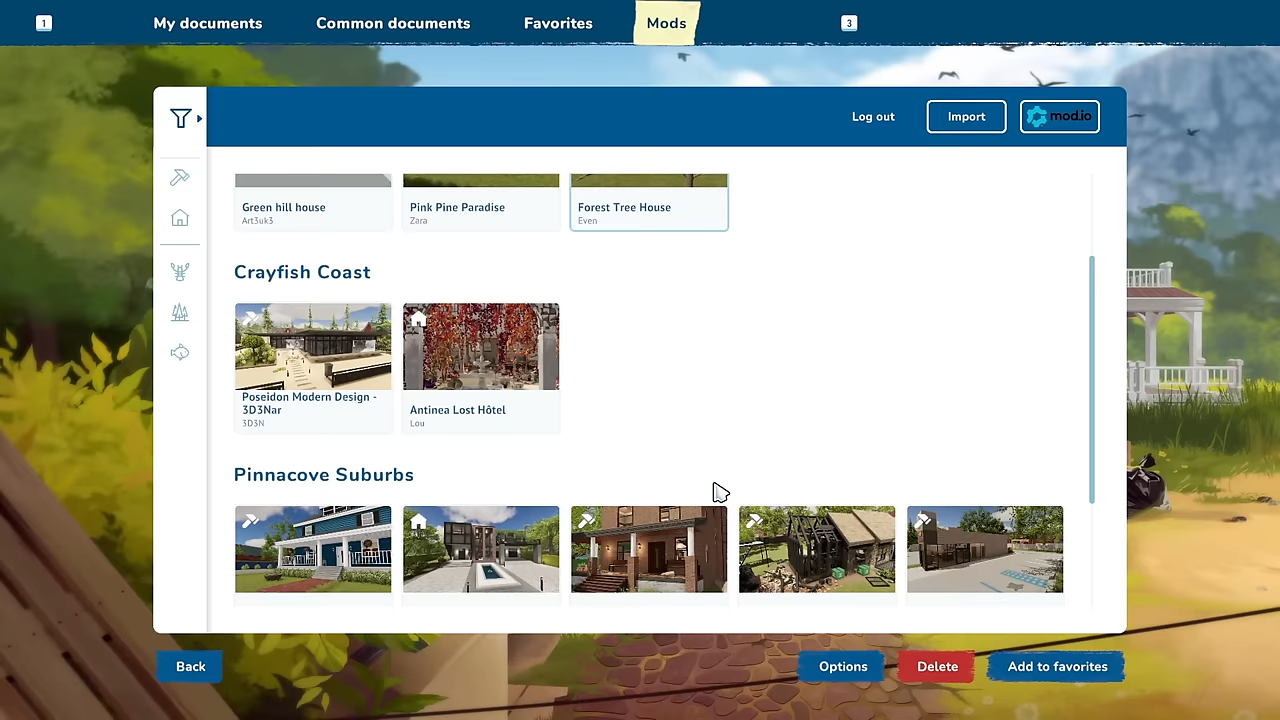 1
My documents
Common documents
Favorites
Mods
3
Log out
Import
mod.io
Green hill house
Art3uk3
Pink Pine Paradise
Zara
Forest Tree House
Even
Crayfish Coast
Poseidon Modern Design -
3D3Nar
3D3N
Antinea Lost Hôtel
Lou
Pinnacove Suburbs
Back
Options
Delete
Add to favorites